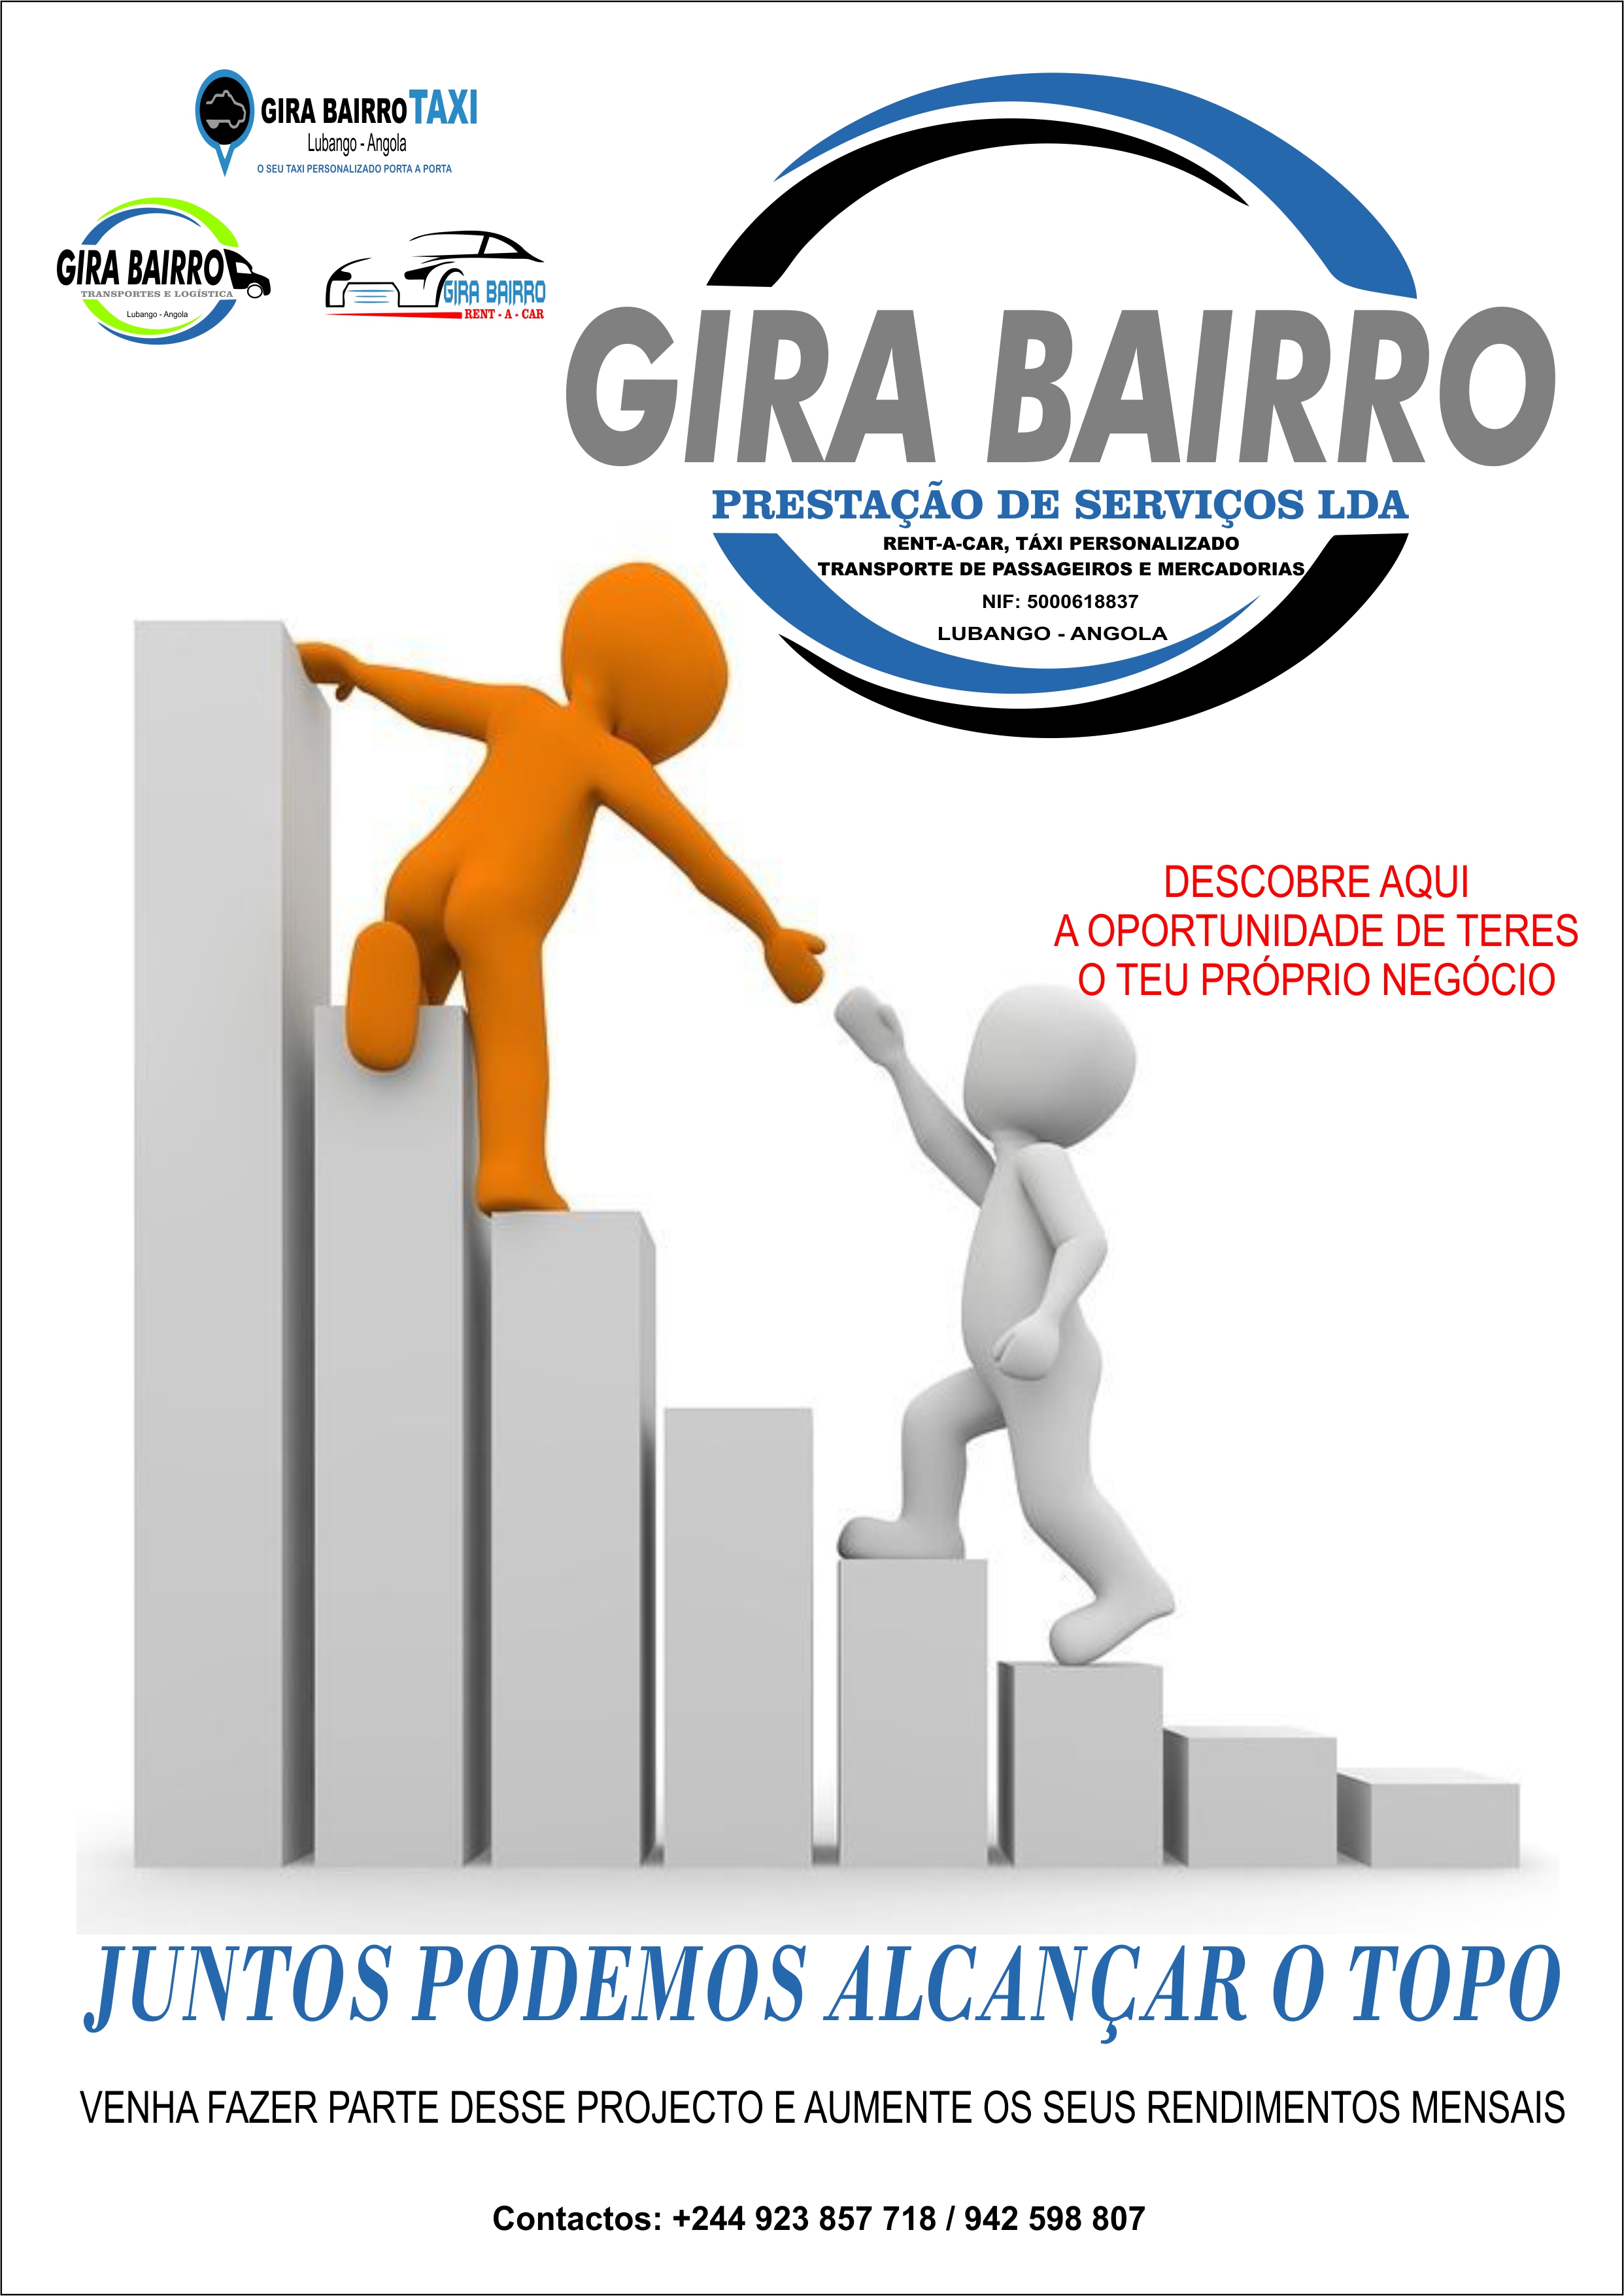 GIRA BAIRRO TAXI
Lubango - Angola
O SEU TAXI PERSONALIZADO PORTA A PORTA
GIRA BAIRRO
TRANSPORTES E LOGÍSTICA
Lubango - Angola
GIRA BAIRRO
RENT - A - CAR
GIRA BAIRRO
PRESTAÇÃO DE SERVIÇOS LDA
RENT-A-CAR, TÁXI PERSONALIZADO
TRANSPORTE DE PASSAGEIROS E MERCADORIAS
NIF: 5000618837
LUBANGO - ANGOLA
DESCOBRE AQUI
A OPORTUNIDADE DE TERES
O TEU PRÓPRIO NEGÓCIO
JUNTOS PODEMOS ALCANÇAR O TOPO
VENHA FAZER PARTE DESSE PROJECTO E AUMENTE OS SEUS RENDIMENTOS MENSAIS
Contactos: +244 923 857 718 / 942 598 807